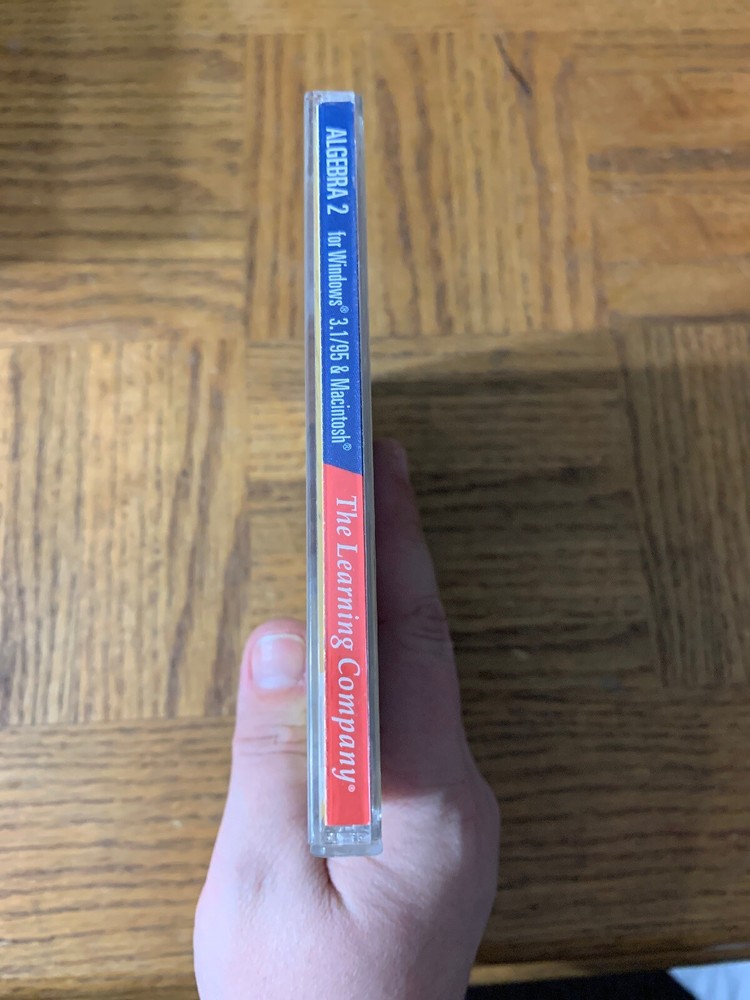 ALGEBRA 2 for Windows® 3.1/95 & Macintosh®
The Learning Company®